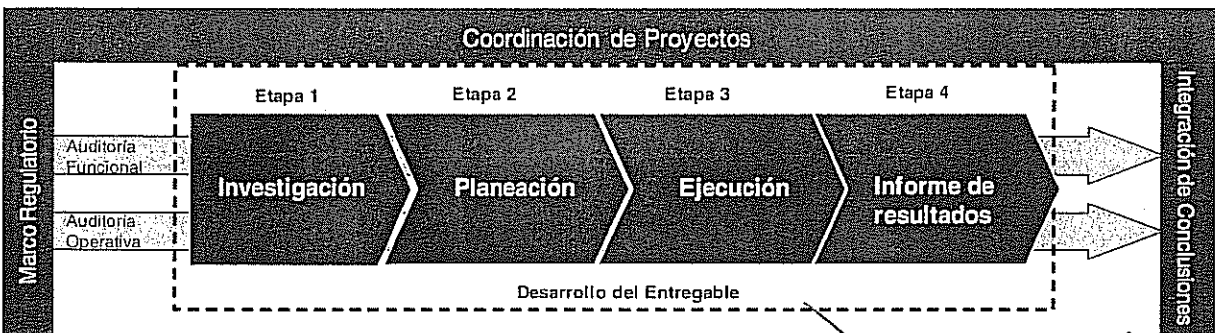 Coordinación de Proyectos
Marco Regulatorio
Etapa 1
Etapa 2
Etapa 3
Etapa 4
Auditoría
Funcional
Auditoría
Operativa
Investigación
Planeación
Ejecución
Informe de
resultados
Desarrollo del Entregable
Integración de Conclusiones